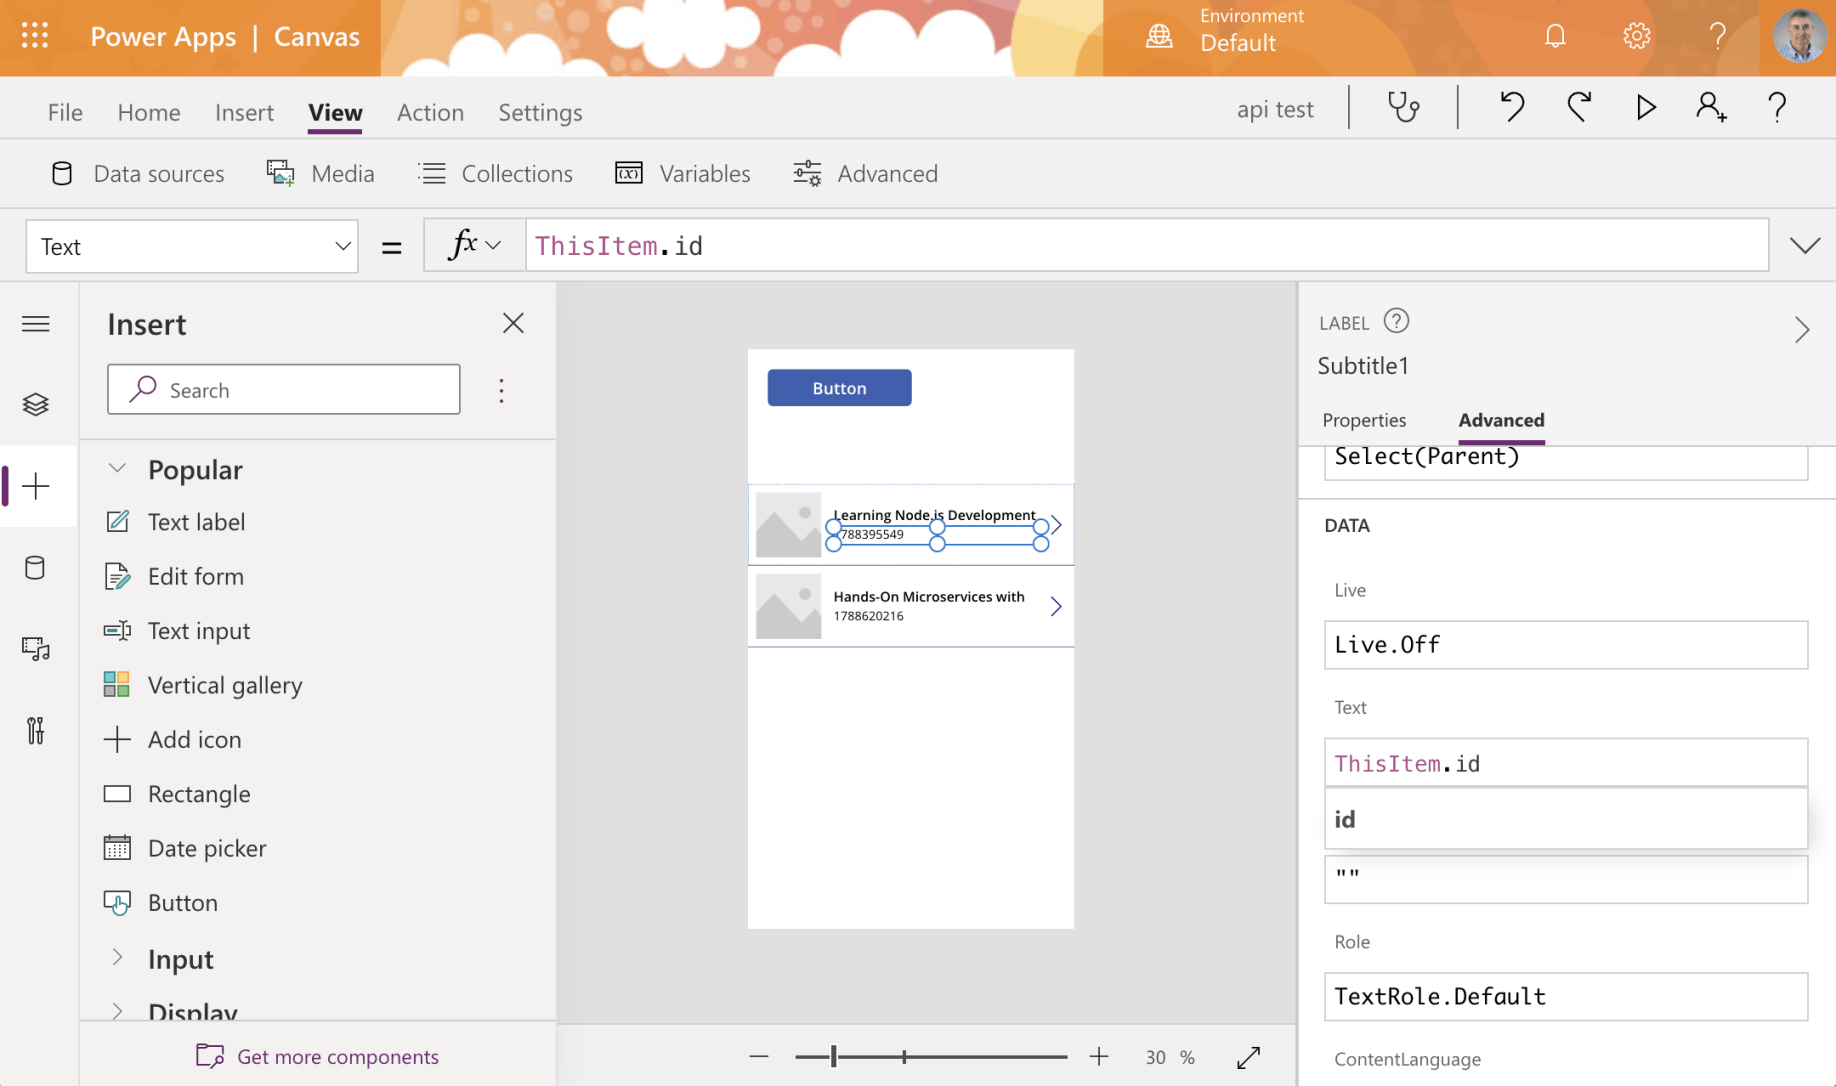 Power Apps | Canvas
Environment
Default
File Home Insert View Action Settings
api test
Data sources Media Collections Variables Advanced
Text
=
fx
ThisItem.id
Insert
Search
Popular
Text label
Edit form
Text input
Vertical gallery
Add icon
Rectangle
Date picker
Button
Input
Display
Get more components
Button
Learning Node.js Development
1788395549
Hands-On Microservices with
1788620216
30 %
LABEL
Subtitle1
Properties Advanced
Select(Parent)
DATA
Live
Live.Off
Text
ThisItem.id
id
""
Role
TextRole.Default
ContentLanguage